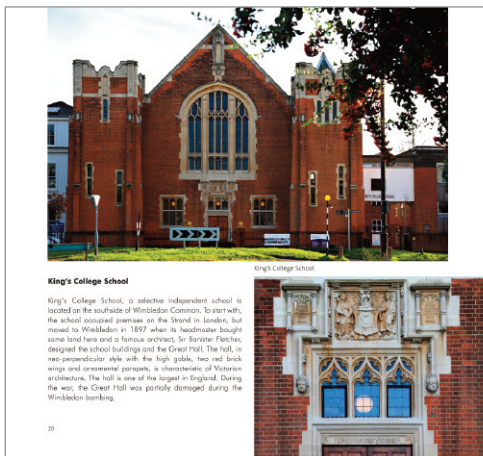 King's College School
King's College School
King's College School, a selective independent school is
located on the southside of Wimbledon Common. To start with,
the school occupied premises on the Strand in London, but
moved to Wimbledon in 1897 when its headmaster bought
some land here and a famous architect, Sir Banister Fletcher,
designed the school buildings and the Great Hall. The hall, in
neo-perpendicular style with the high gable, two red brick
wings and ornamental parapets, is characteristic of Victorian
architecture. The hall is one of the largest in England. During
the war, the Great Hall was partially damaged during the
Wimbledon bombing.
20